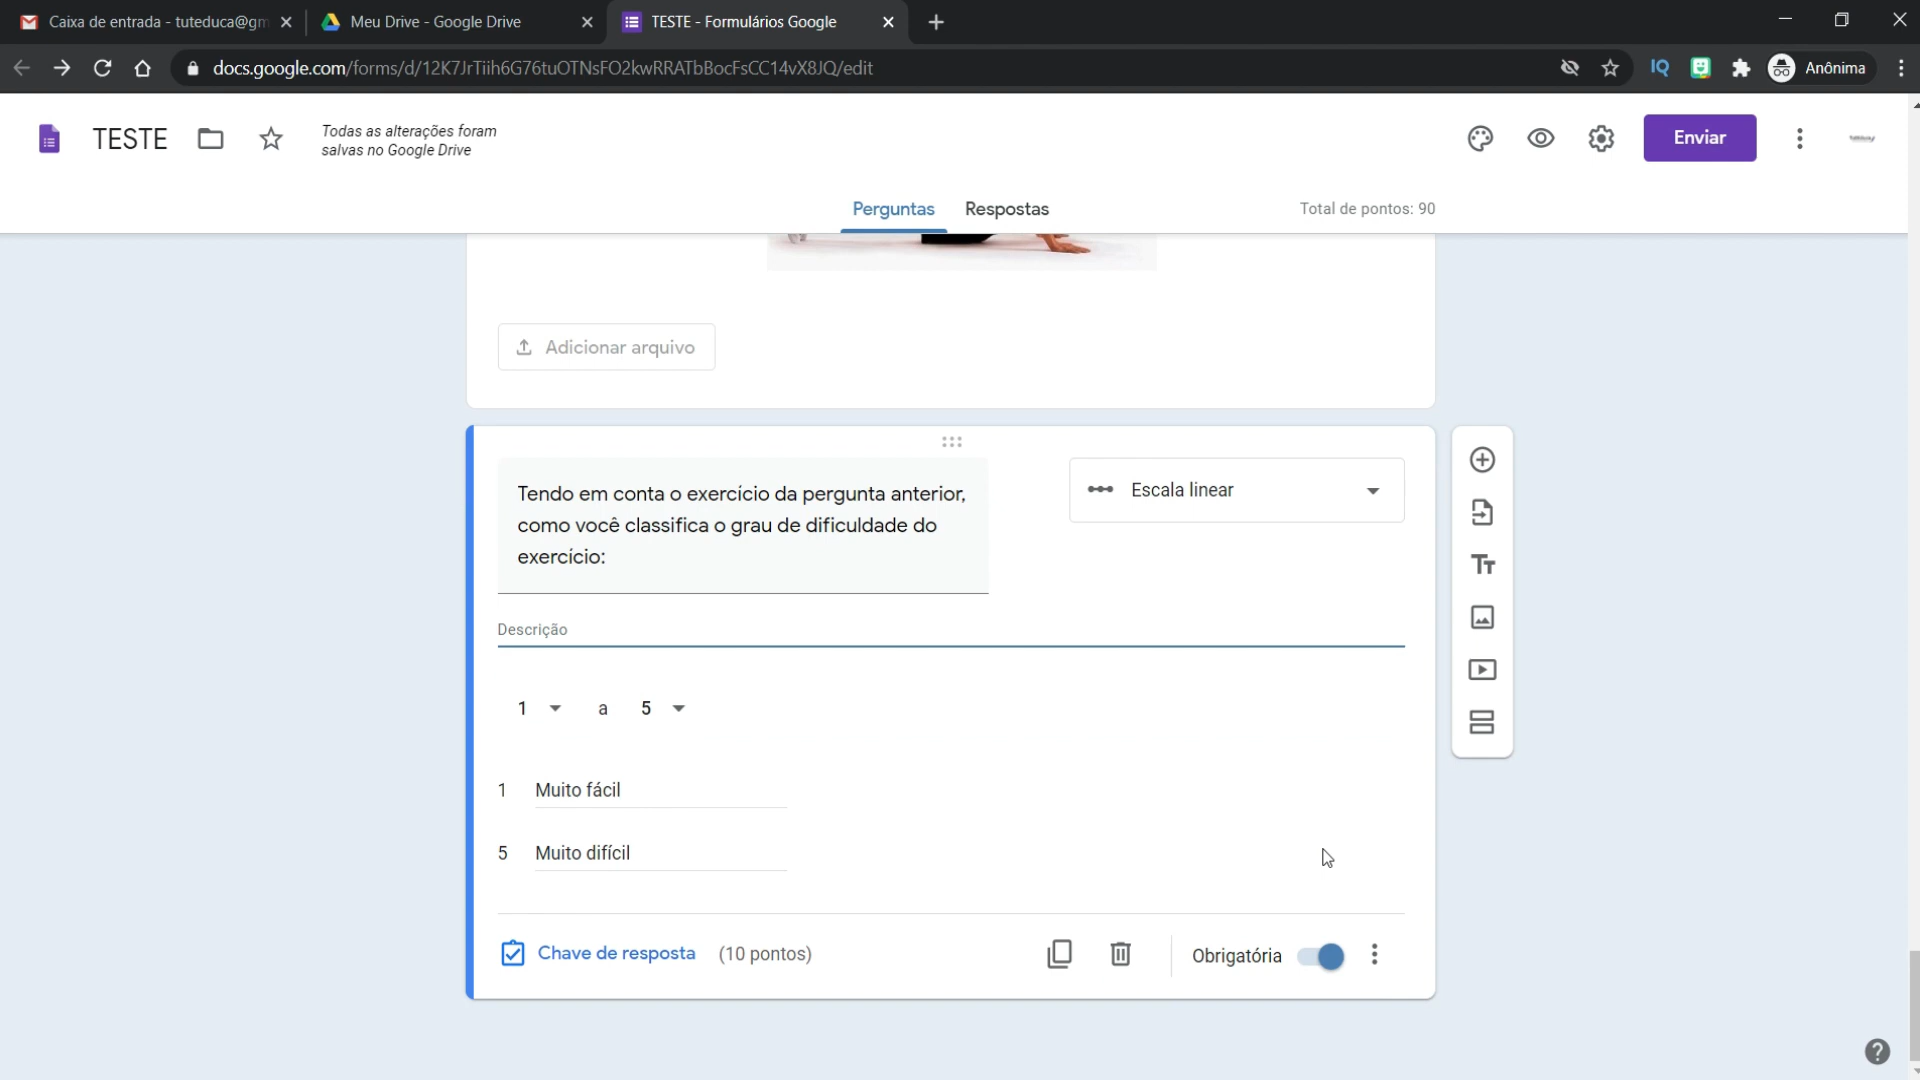 Caixa de entrada - tuteduca@gm
Meu Drive - Google Drive
TESTE - Formulários Google
docs.google.com/forms/d/12K7JrTiih6G76tuOTNsFO2kwRRATbBocFsCC14vX8JQ/edit
IQ
Anônima
TESTE
Todas as alterações foram
salvas no Google Drive
Enviar
Perguntas
Respostas
Total de pontos: 90
Adicionar arquivo
Tendo em conta o exercício da pergunta anterior,
como você classifica o grau de dificuldade do
exercício:
Escala linear
Descrição
1 a 5
1 Muito fácil
5 Muito difícil
Chave de resposta (10 pontos)
Obrigatória